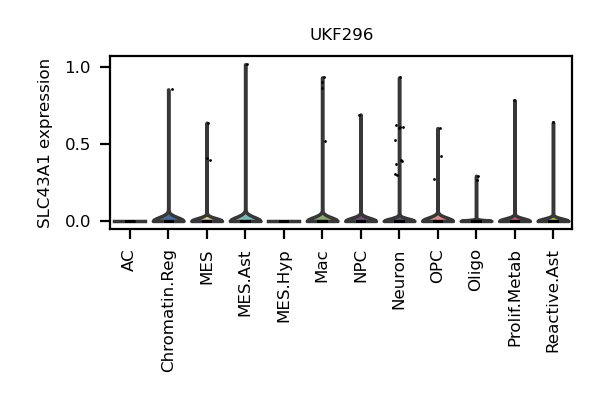 UKF296
SLC43A1 expression
1.0
0.5
0.0
AC
Chromatin.Reg
MES
MES.Ast
MES.Hyp
Mac
NPC
Neuron
OPC
Oligo
Prolif.Metab
Reactive.Ast